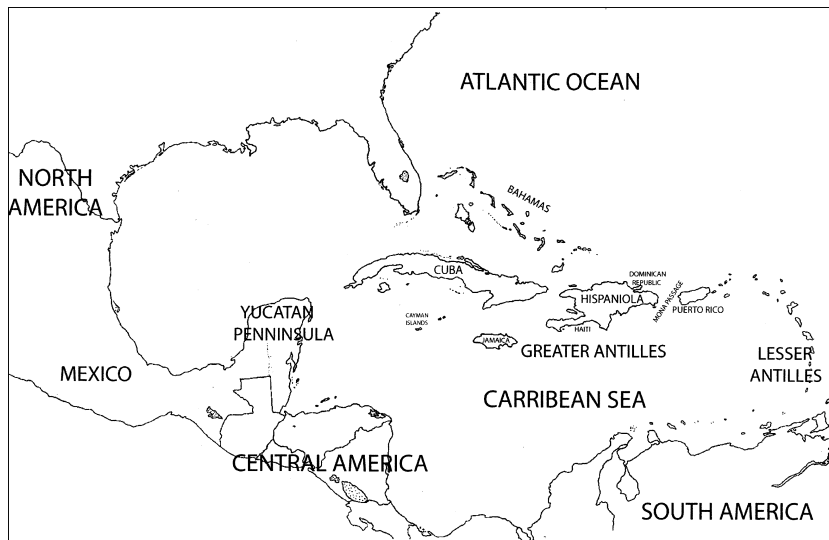 ATLANTIC OCEAN
NORTH
AMERICA
BAHAMAS
CUBA
DOMINICAN
REPUBLIC
HISPANIOLA
MONA PASSAGE
PUERTO RICO
YUCATAN
PENNINSULA
CAYMAN
ISLANDS
HAITI
JAMAICA
GREATER ANTILLES
LESSER
ANTILLES
MEXICO
CARRIBEAN SEA
CENTRAL AMERICA
SOUTH AMERICA